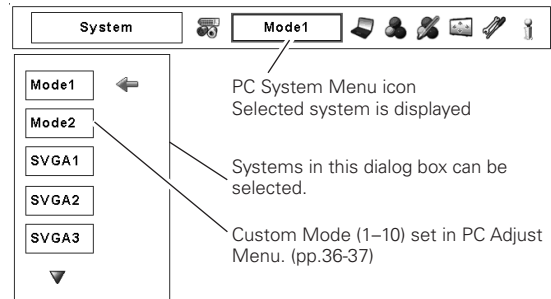 System
Mode1
Mode1
Mode2
SVGA1
SVGA2
SVGA3
PC System Menu icon
Selected system is displayed
Systems in this dialog box can be
selected.
Custom Mode (1–10) set in PC Adjust
Menu. (pp.36-37)